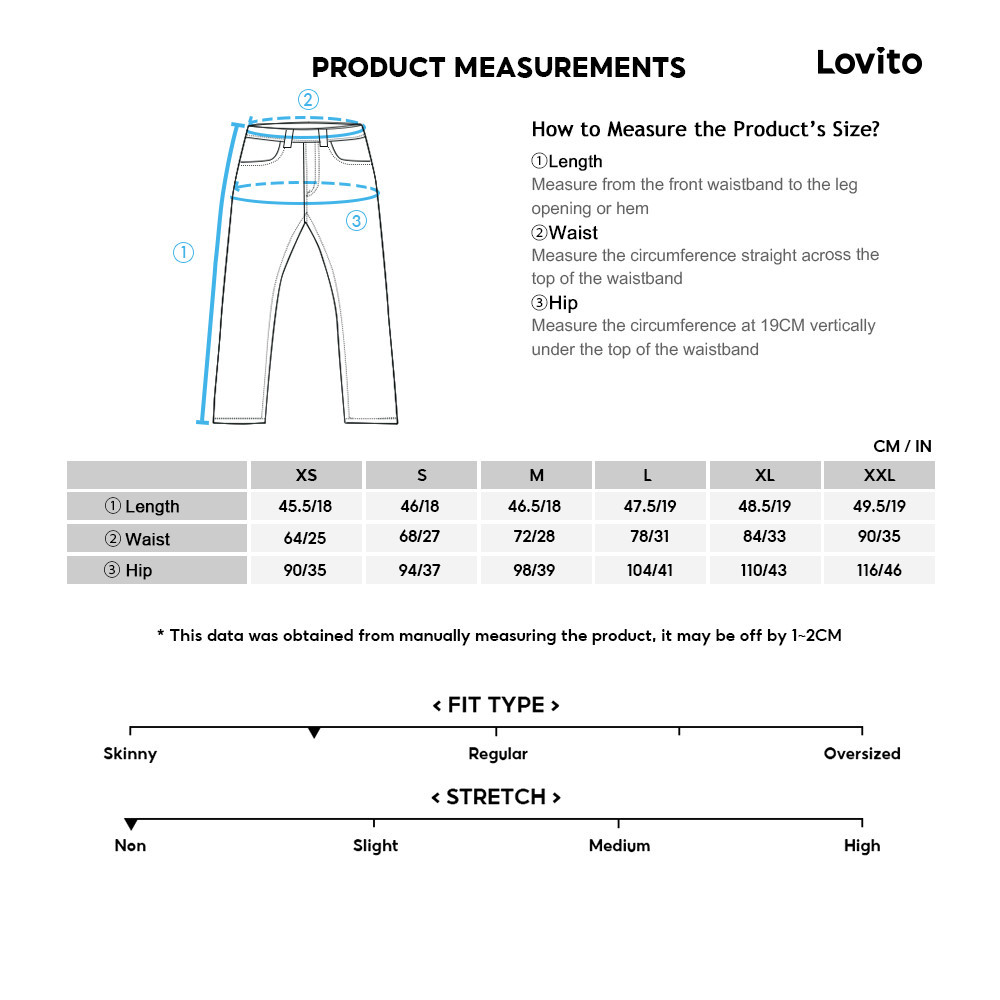 PRODUCT MEASUREMENTS
Lovito
②
①
③
How to Measure the Product's Size?
①Length
Measure from the front waistband to the leg
opening or hem
②Waist
Measure the circumference straight across the
top of the waistband
③Hip
Measure the circumference at 19CM vertically
under the top of the waistband
CM / IN
XS S M L XL XXL
① Length 45.5/18 46/18 46.5/18 47.5/19 48.5/19 49.5/19
② Waist 64/25 68/27 72/28 78/31 84/33 90/35
③ Hip 90/35 94/37 98/39 104/41 110/43 116/46
* This data was obtained from manually measuring the product, it may be off by 1~2CM
< FIT TYPE >
Skinny Regular Oversized
< STRETCH >
Non Slight Medium High